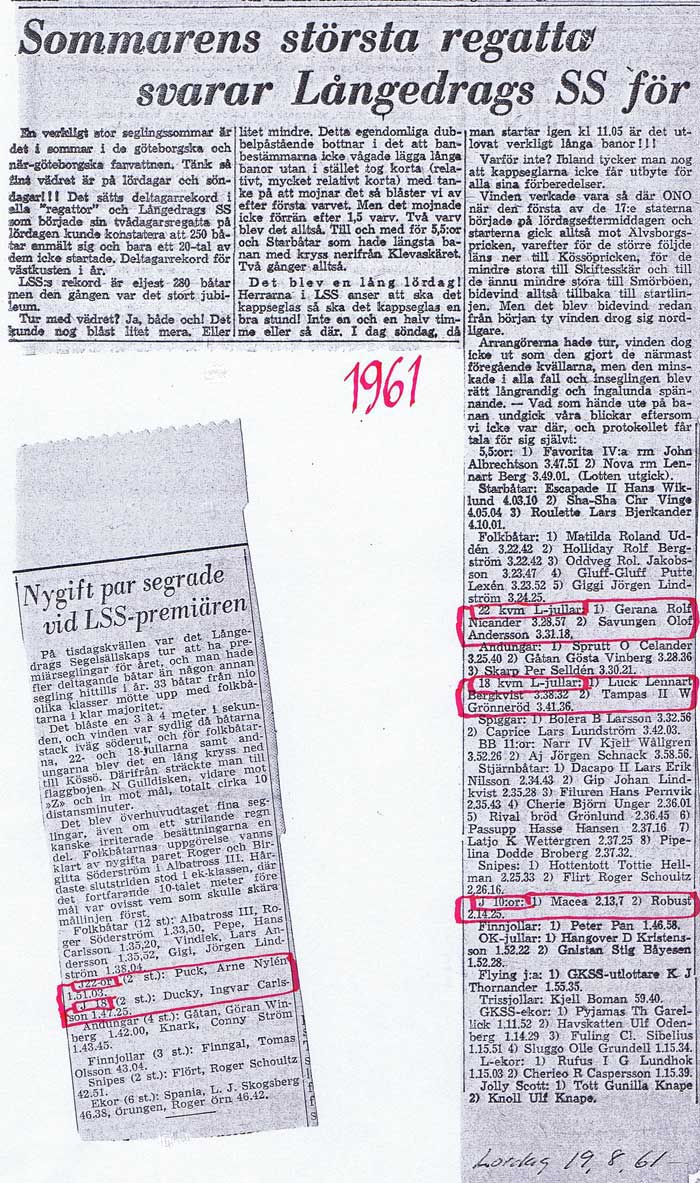 Sommarens största regatta
svarar Långedrags SS för
En verkligt stor seglingssommar är
det i sommar i de göteborgska och
när-göteborgska farvattnen. Tänk så
fint vädret är på lördagar och sön-
dagar!!! Det sätts deltagarrekord i
alla "regattor" och Långedrags SS
som började sin tvådagarsregatta på
lördagen kunde konstatera att 250 bå-
tar anmält sig och bara ett 20-tal av
dem icke startade. Deltagarrekord för
västkusten i år.
LSS:s rekord är eljest 280 båtar
men den gången var det stort jubi-
leum.
Tur med vädret? Ja, både och! Det
kunde nog blåst litet mera. Eller
litet mindre. Detta egendomliga dub-
belpåstående bottnar i det att ban-
bestämmarna icke vågade lägga långa
banor utan i stället tog korta (rela-
tivt, mycket relativt korta) med tan-
ke på att mojnar det så blåster vi av
efter första varvet. Men det mojnade
icke förrän efter 1,5 varv. Två varv
blev det alltså. Till och med för 5,5:or
och Starbåtar som hade längsta ba-
nan med kryss nerifrån Klevaskäret.
Två gånger alltså.
Det blev en lång lördag!
Herrarna i LSS anser att ska det
kappseglas så ska det kappseglas en
bra stund! Inte en och en halv tim-
me eller så där. I dag söndag, då
man startar igen kl 11.05 är det ut-
lovat verkligt långa banor!!!
Varför inte? Ibland tycker man nog
att kappseglarna icke får utbyte för
alla sina förberedelser.
Vinden verkade vara så där ONO
när den första av de 17:e staterna
började på lördagseftermiddagen och
starterna gick alltså mot Älvsborgs-
pricken, varefter för de större följde
läns ner till Kössöpricken, för de
mindre stora till Skiftesskär och till
de ännu mindre stora till Smörböen,
bidevind alltså tillbaka till startlin-
jen. Men det blev bidevind redan
från början ty vinden drog sig nord-
ligare.
Arrangörerna hade tur, vinden dog
icke ut som den gjort de närmast
föregående kvällarna, men den mins-
kade i alla fall och inseglingen blev
rätt långrandig och ingalunda spän-
nande. — Vad som hände ute på ba-
nan undgick våra blickar eftersom
vi icke var där, och protokollet får
tala för sig självt:
5,5:or: 1) Favorita IV:a rm John
Albrechtson 3.47.51 2) Nova rm Len-
nart Berg 3.49.01. (Lotten utgick).
Starbåtar: Escapade II Hans Wik-
lund 4.03.10 2) Sha-Sha Chr Vinge
4.05.04 3) Roulette Lars Bjerkander
4.10.01.
Folkbåtar: 1) Matilda Roland Ud-
dén 3.22.42 2) Holliday Rolf Berg-
ström 3.22.42 3) Oddveg Rol. Jakobs-
son 3.23.47 4) Gluff-Gluff Putte
Lexén 3.23.52 5) Giggi Jörgen Lind-
ström 3.24.25.
22 kvm L-jullar: 1) Gerana Rolf
Nicander 3.28.57 2) Savungen Olof
Andersson 3.31.18.
Andungar: 1) Sprutt O Celander
3.25.40 2) Gåtan Gösta Vinberg 3.28.36
3) Skarp PerSelldén 3.30.21.
18 kvm L-jullar: 1) Luck Lennart
Bergkvist 3.38.32 2) Tampas II W
Grönneröd 3.41.36.
Spiggar: 1) Bolera B Larsson 3.32.56
2) Caprice Lars Lundström 3.42.03.
BB 11:or: Narr IV Kjell Wållgren
3.52.26 2) Aj Jörgen Schnack 3.58.56.
Stjärnbåtar: 1) Dacapo II Lars Erik
Nilsson 2.34.43 2) Gip Johan Lind-
kvist 2.35.28 3) Filuren Hans Pernvik
2.35.43 4) Cherie Björn Unger 2.36.01
5) Rival bröd Grönlund 2.36.45 6)
Passupp Hasse Hansen 2.37.16 7)
Latjo K Wettergren 2.37.25 8) Pipe-
lina Dodde Broberg 2.37.32.
Snipes: 1) Hottentott Tottie Hell-
man 2.25.33 2) Flirt Roger Schoultz
2.26.16.
J 10:or: 1) Macea 2.13,7 2) Robust
2.14.25.
Finnjollar: 1) Peter Pan 1.46.58.
OK-jullar: 1) Hangover D Kristens-
son 1.52.22 2) Gnistan Stig Båyesen
1.52.28.
Flying j:a: 1) GKSS-utlottare K J
Thornander 1.55.35.
Trissjollar: Kjell Boman 59.40.
GKSS-ekor: 1) Pyjamas Th Garel-
lick 1.11.52 2) Havskatten Ulf Oden-
berg 1.14.29 3) Fuling Cl. Sibelius
1.15.51 4) Sluggo Olle Grundell 1.15.34.
L-ekor: 1) Rufus I G Lundhok
1.15.03 2) Cherieo R Caspersson 1.15.39.
Jolly Scott: 1) Tott Gunilla Knape
2) Knoll Ulf Knape.
Lördag 19,8,61
1961
Nygift par segrade
vid LSS-premiären
På tisdagskvällen var det Långe-
drags Segelsällskaps tur att ha pre-
miärseglingar för året, och man hade
fler deltagande båtar än någon annan
segling hittills i år. 33 båtar från nio
olika klasser mötte upp med folkbå-
tarna i klar majoritet.
Det blåste en 3 à 4 meter i sekun-
den, och vinden var sydlig då båtarna
stack iväg söderut, och för folkbåtar-
na, 22- och 18-jullarna samt and-
ungarna blev det en lång kryss ned
till Kössö. Därifrån sträckte man till
flaggbojen N Gulldisken, vidare mot
»Z» och in mot mål, totalt cirka 10
distansminuter.
Det blev överhuvudtaget fina seg-
lingar, även om ett strilande regn
kanske irriterade besättningarna en
del. Folkbåtarnas uppgörelse vanns
klart av nygifta paret Roger och Bir-
gitta Söderström i Albatross III. Hår-
daste slutstriden stod i ek-klassen, där
det fortfarande 10-talet meter före
mål var ovisst vem som skulle skära
mållinjen först.
Folkbåtar (12 st): Albatross III, Ro-
ger Söderström 1.33,50, Pepe, Hans
Carlsson 1.35,20, Vindlek, Lars An-
dersson 1.35,52, Gigi, Jörgen Lind-
ström 1.38,04.
J22-or (2 st.): Puck, Arne Nylén
1.51.03.
J 18 (2 st.): Ducky, Ingvar Carls-
son 1.47.25.
Andungar (4 st.): Gåtan, Göran Win-
berg 1.42.00, Knark, Conny Ström
1.43.45.
Finnjollar (3 st.): Finngal, Tomas
Olsson 43.04.
Snipes (2 st.): Flört, Roger Schoultz
42.51.
Ekor (6 st.): Spania, L. J. Skogsberg
46.38, örungen, Roger örn 46.42.